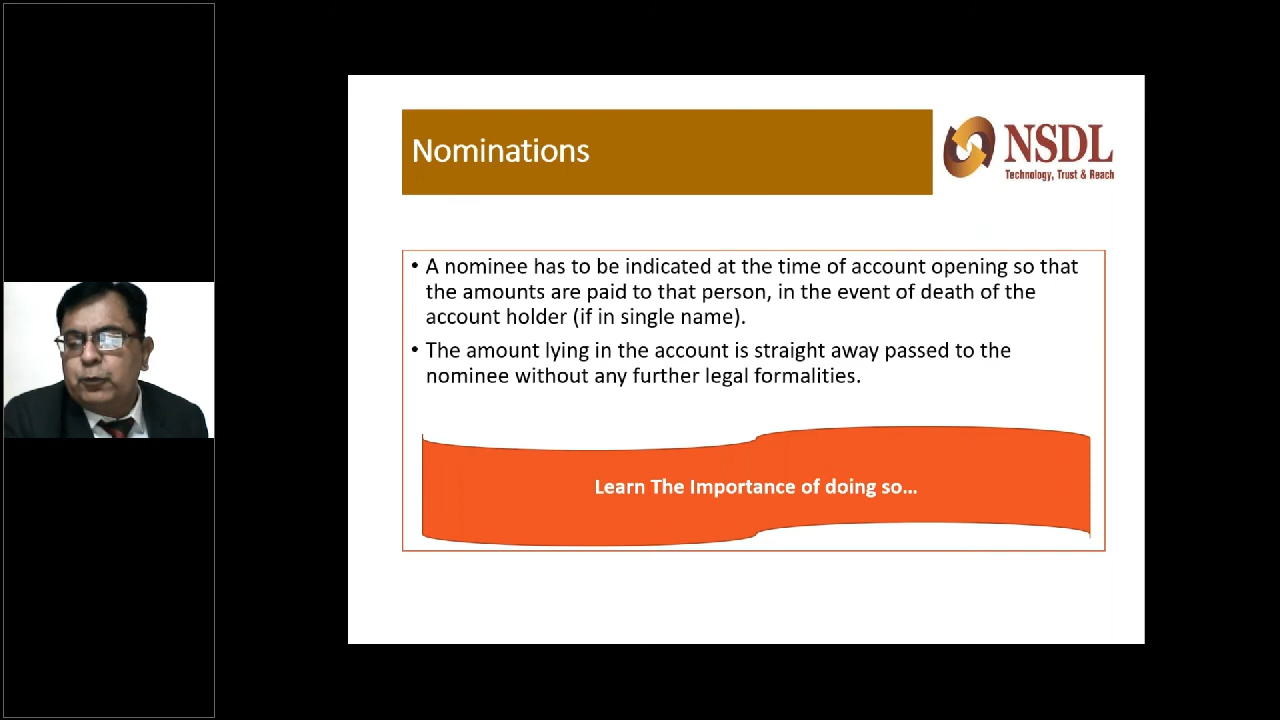 Nominations
NSDL
Technology, Trust & Reach
• A nominee has to be indicated at the time of account opening so that
the amounts are paid to that person, in the event of death of the
account holder (if in single name).
• The amount lying in the account is straight away passed to the
nominee without any further legal formalities.
Learn The Importance of doing so...